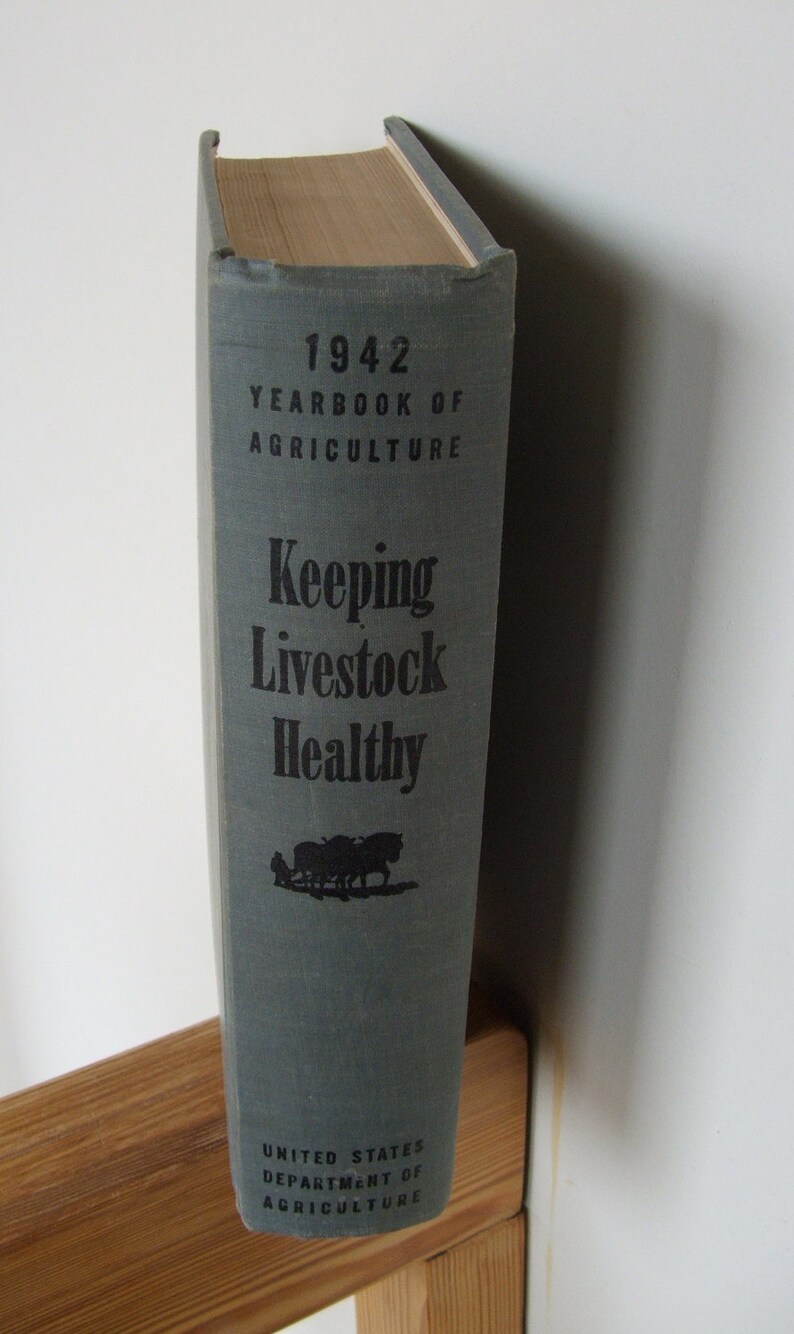 1942
YEARBOOK OF
AGRICULTURE
Keeping
Livestock
Healthy
UNITED STATES
DEPARTMENT OF
AGRICULTURE